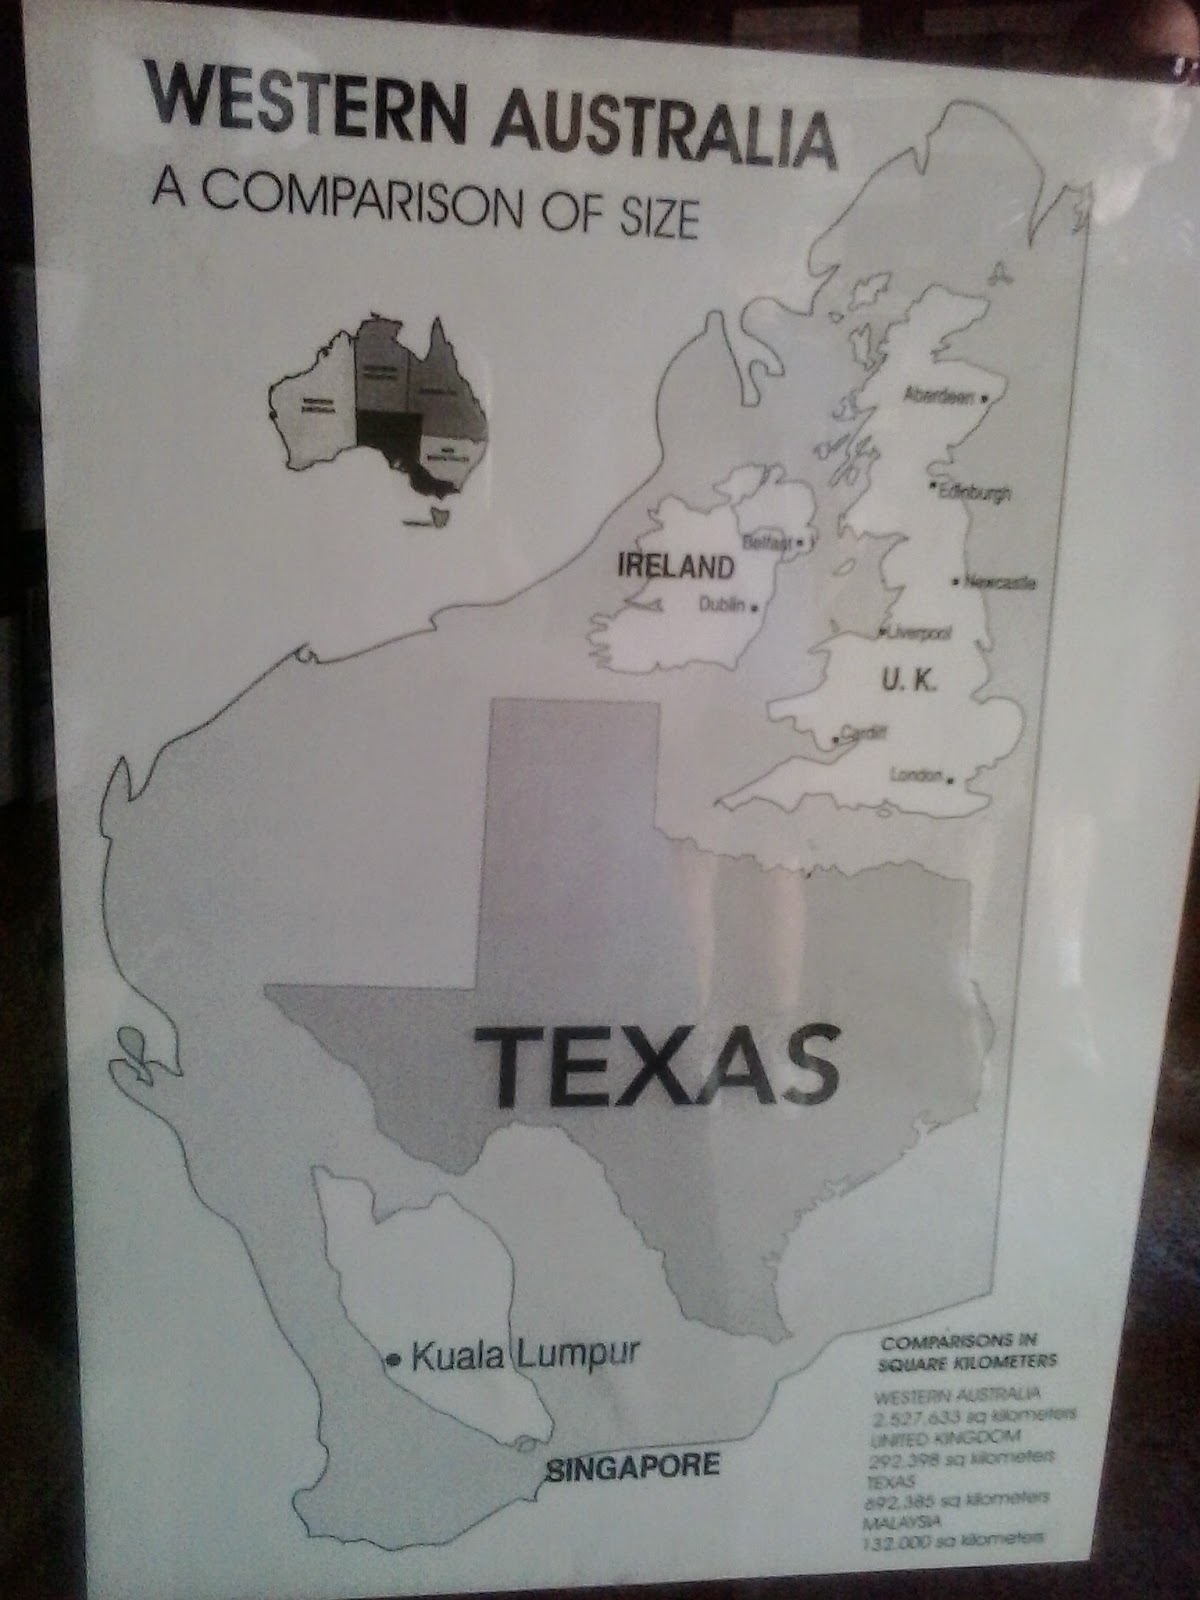 WESTERN AUSTRALIA
A COMPARISON OF SIZE
Aberdeen
Edinburgh
Belfast
IRELAND
Newcastle
Dublin
Liverpool
U. K.
Cardiff
London
TEXAS
Kuala Lumpur
SINGAPORE
COMPARISONS IN
SQUARE KILOMETERS
WESTERN AUSTRALIA
2,527,633 sq kilometers
UNITED KINGDOM
292,398 sq kilometers
TEXAS
692,385 sq kilometers
MALAYSIA
132,000 sq kilometers